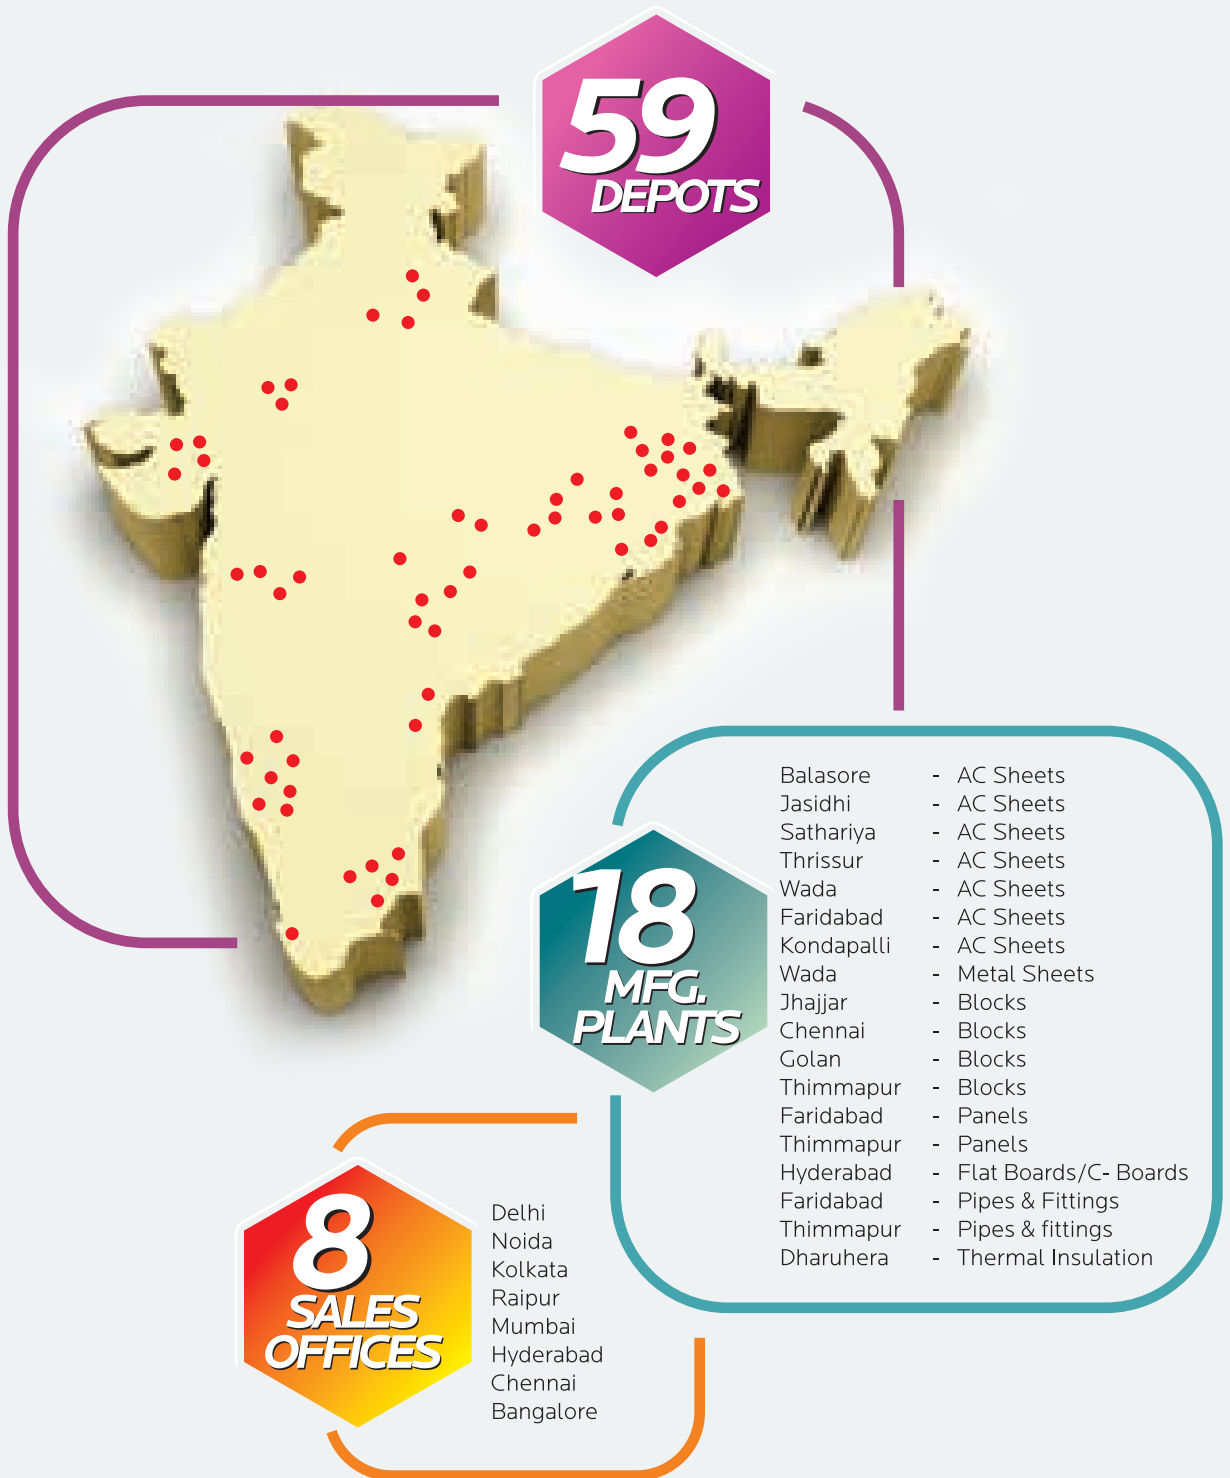 59
DEPOTS
Balasore - AC Sheets
Jasidhi - AC Sheets
Sathariya - AC Sheets
Thrissur - AC Sheets
Wada - AC Sheets
Faridabad - AC Sheets
Kondapalli - AC Sheets
Wada - Metal Sheets
Jhajjar - Blocks
Chennai - Blocks
Golan - Blocks
Thimmapur - Blocks
Faridabad - Panels
Thimmapur - Panels
Hyderabad - Flat Boards/C- Boards
Faridabad - Pipes & Fittings
Thimmapur - Pipes & fittings
Dharuhera - Thermal Insulation
18
MFG.
PLANTS
8
SALES
OFFICES
Delhi
Noida
Kolkata
Raipur
Mumbai
Hyderabad
Chennai
Bangalore